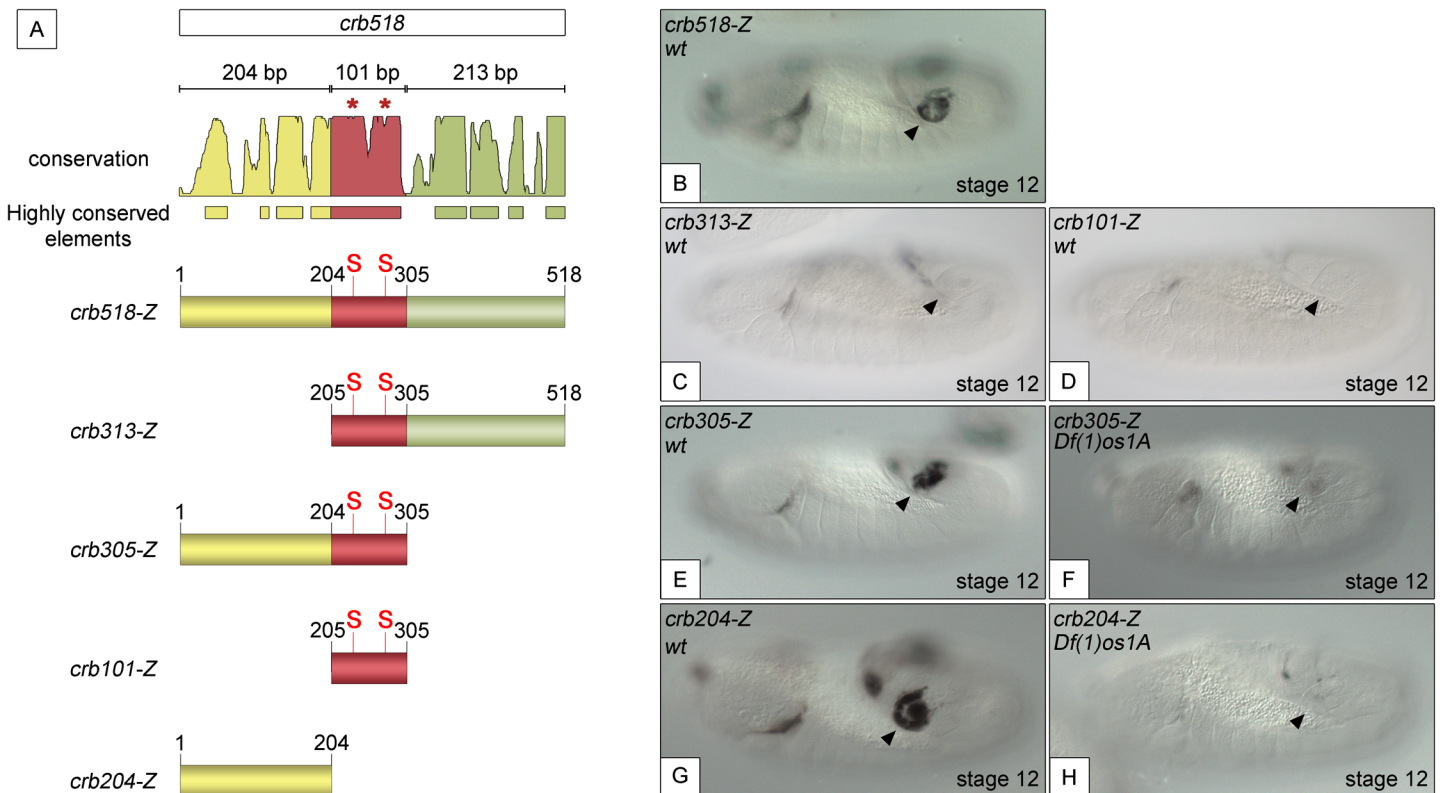 A
crb518
204 bp 101 bp 213 bp
* *
conservation
Highly conserved
elements
S S
1 204 305 518
crb518-Z
S S
205 305 518
crb313-Z
S S
1 204 305
crb305-Z
S S
205 305
crb101-Z
1 204
crb204-Z
crb518-Z
wt
B
stage 12
crb313-Z
wt
C
stage 12
crb101-Z
wt
D
stage 12
crb305-Z
wt
E
stage 12
crb305-Z
Df(1)os1A
F
stage 12
crb204-Z
wt
G
stage 12
crb204-Z
Df(1)os1A
H
stage 12